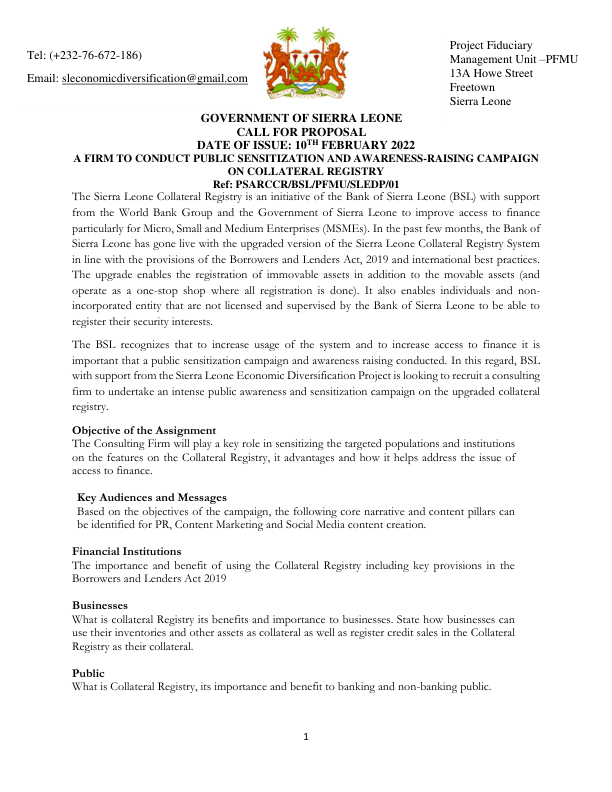 Tel: (+232-76-672-186)
Email: sleconomicdiversification@gmail.com
Project Fiduciary
Management Unit –PFMU
13A Howe Street
Freetown
Sierra Leone
GOVERNMENT OF SIERRA LEONE
CALL FOR PROPOSAL
DATE OF ISSUE: 10TH FEBRUARY 2022
A FIRM TO CONDUCT PUBLIC SENSITIZATION AND AWARENESS-RAISING CAMPAIGN
ON COLLATERAL REGISTRY
Ref: PSARCCR/BSL/PFMU/SLEDP/01
The Sierra Leone Collateral Registry is an initiative of the Bank of Sierra Leone (BSL) with support
from the World Bank Group and the Government of Sierra Leone to improve access to finance
particularly for Micro, Small and Medium Enterprises (MSMEs). In the past few months, the Bank of
Sierra Leone has gone live with the upgraded version of the Sierra Leone Collateral Registry System
in line with the provisions of the Borrowers and Lenders Act, 2019 and international best practices.
The upgrade enables the registration of immovable assets in addition to the movable assets (and
operate as a one-stop shop where all registration is done). It also enables individuals and non-
incorporated entity that are not licensed and supervised by the Bank of Sierra Leone to be able to
register their security interests.
The BSL recognizes that to increase usage of the system and to increase access to finance it is
important that a public sensitization campaign and awareness raising conducted. In this regard, BSL
with support from the Sierra Leone Economic Diversification Project is looking to recruit a consulting
firm to undertake an intense public awareness and sensitization campaign on the upgraded collateral
registry.
Objective of the Assignment
The Consulting Firm will play a key role in sensitizing the targeted populations and institutions
on the features on the Collateral Registry, it advantages and how it helps address the issue of
access to finance.
Key Audiences and Messages
Based on the objectives of the campaign, the following core narrative and content pillars can
be identified for PR, Content Marketing and Social Media content creation.
Financial Institutions
The importance and benefit of using the Collateral Registry including key provisions in the
Borrowers and Lenders Act 2019
Businesses
What is collateral Registry its benefits and importance to businesses. State how businesses can
use their inventories and other assets as collateral as well as register credit sales in the Collateral
Registry as their collateral.
Public
What is Collateral Registry, its importance and benefit to banking and non-banking public.
1